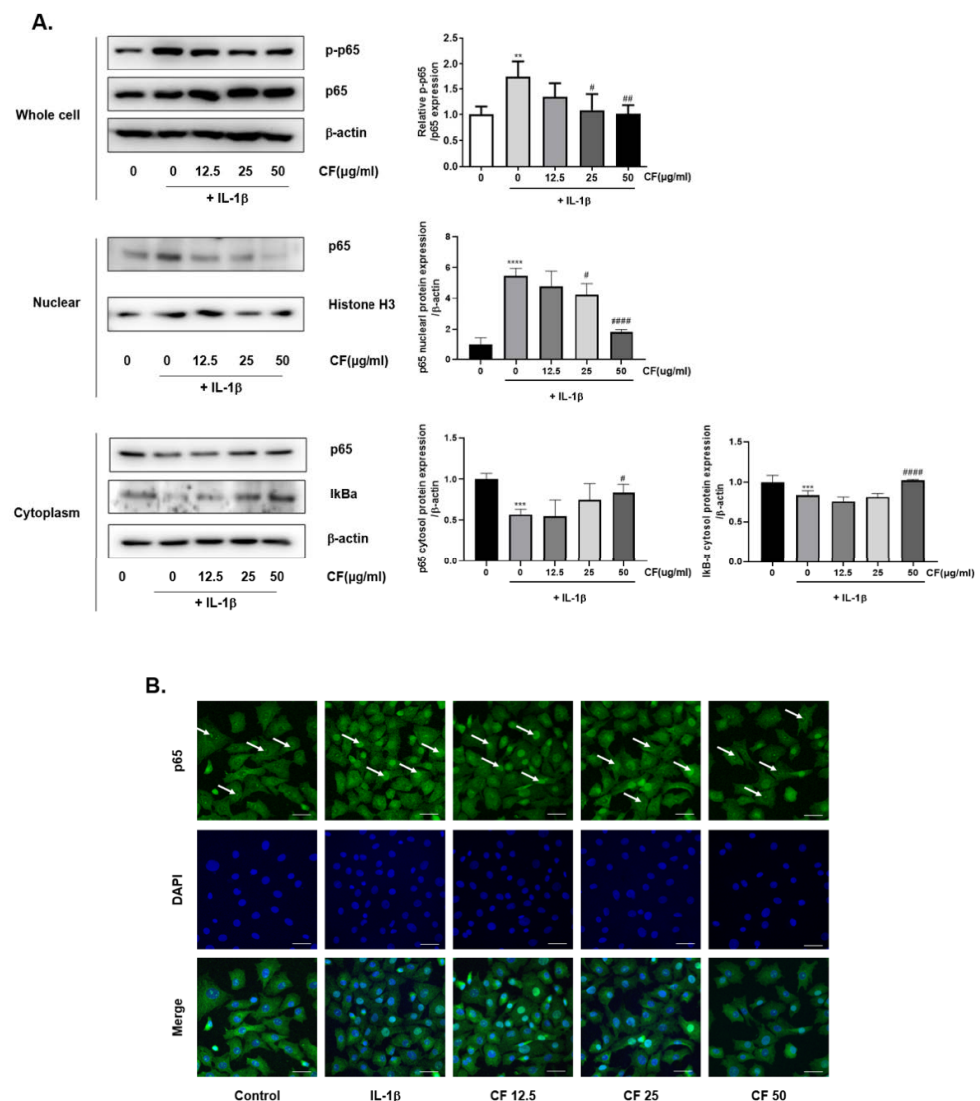 A.
Whole cell
p-p65
p65
β-actin
0 0 12.5 25 50 CF(µg/ml)
+ IL-1β
Relative p-p65
/p65 expression
2.5
2.0
1.5
1.0
0.5
0.0
** # ##
0 0 12.5 25 50 CF(µg/ml)
+ IL-1β
Nuclear
p65
Histone H3
0 0 12.5 25 50 CF(µg/ml)
+ IL-1β
p65 nuclearl protein expression
/β-actin
8
6
4
2
0
**** # ####
0 0 12.5 25 50 CF(ug/ml)
+ IL-1β
Cytoplasm
p65
IkBa
β-actin
0 0 12.5 25 50 CF(µg/ml)
+ IL-1β
p65 cytosol protein expression
/β-actin
1.5
1.0
0.5
0.0
*** #
0 0 12.5 25 50 CF(µg/ml)
+ IL-1β
IkB-α cytosol protein expression
/β-actin
1.5
1.0
0.5
0.0
*** ####
0 0 12.5 25 50 CF(µg/ml)
+ IL-1β
B.
p65
DAPI
Merge
Control IL-1β CF 12.5 CF 25 CF 50